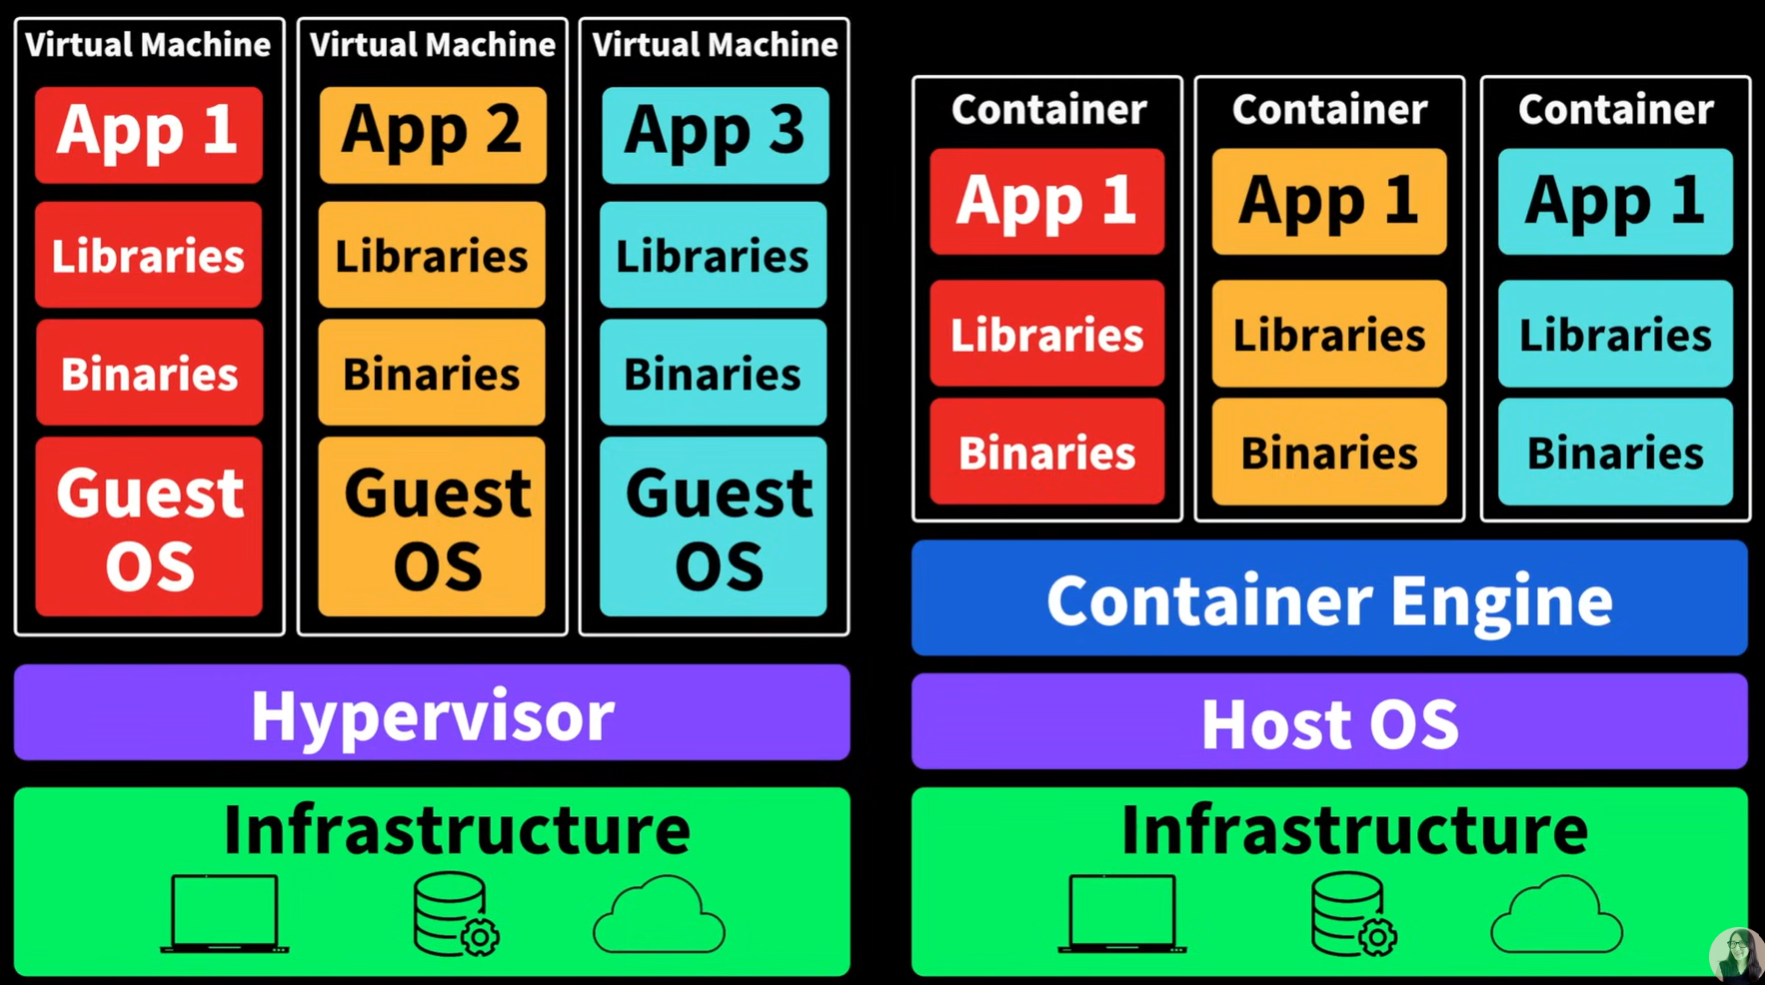 Virtual Machine
App 1
Libraries
Binaries
Guest
OS
Virtual Machine
App 2
Libraries
Binaries
Guest
OS
Virtual Machine
App 3
Libraries
Binaries
Guest
OS
Hypervisor
Infrastructure
Container
App 1
Libraries
Binaries
Container
App 1
Libraries
Binaries
Container
App 1
Libraries
Binaries
Container Engine
Host OS
Infrastructure